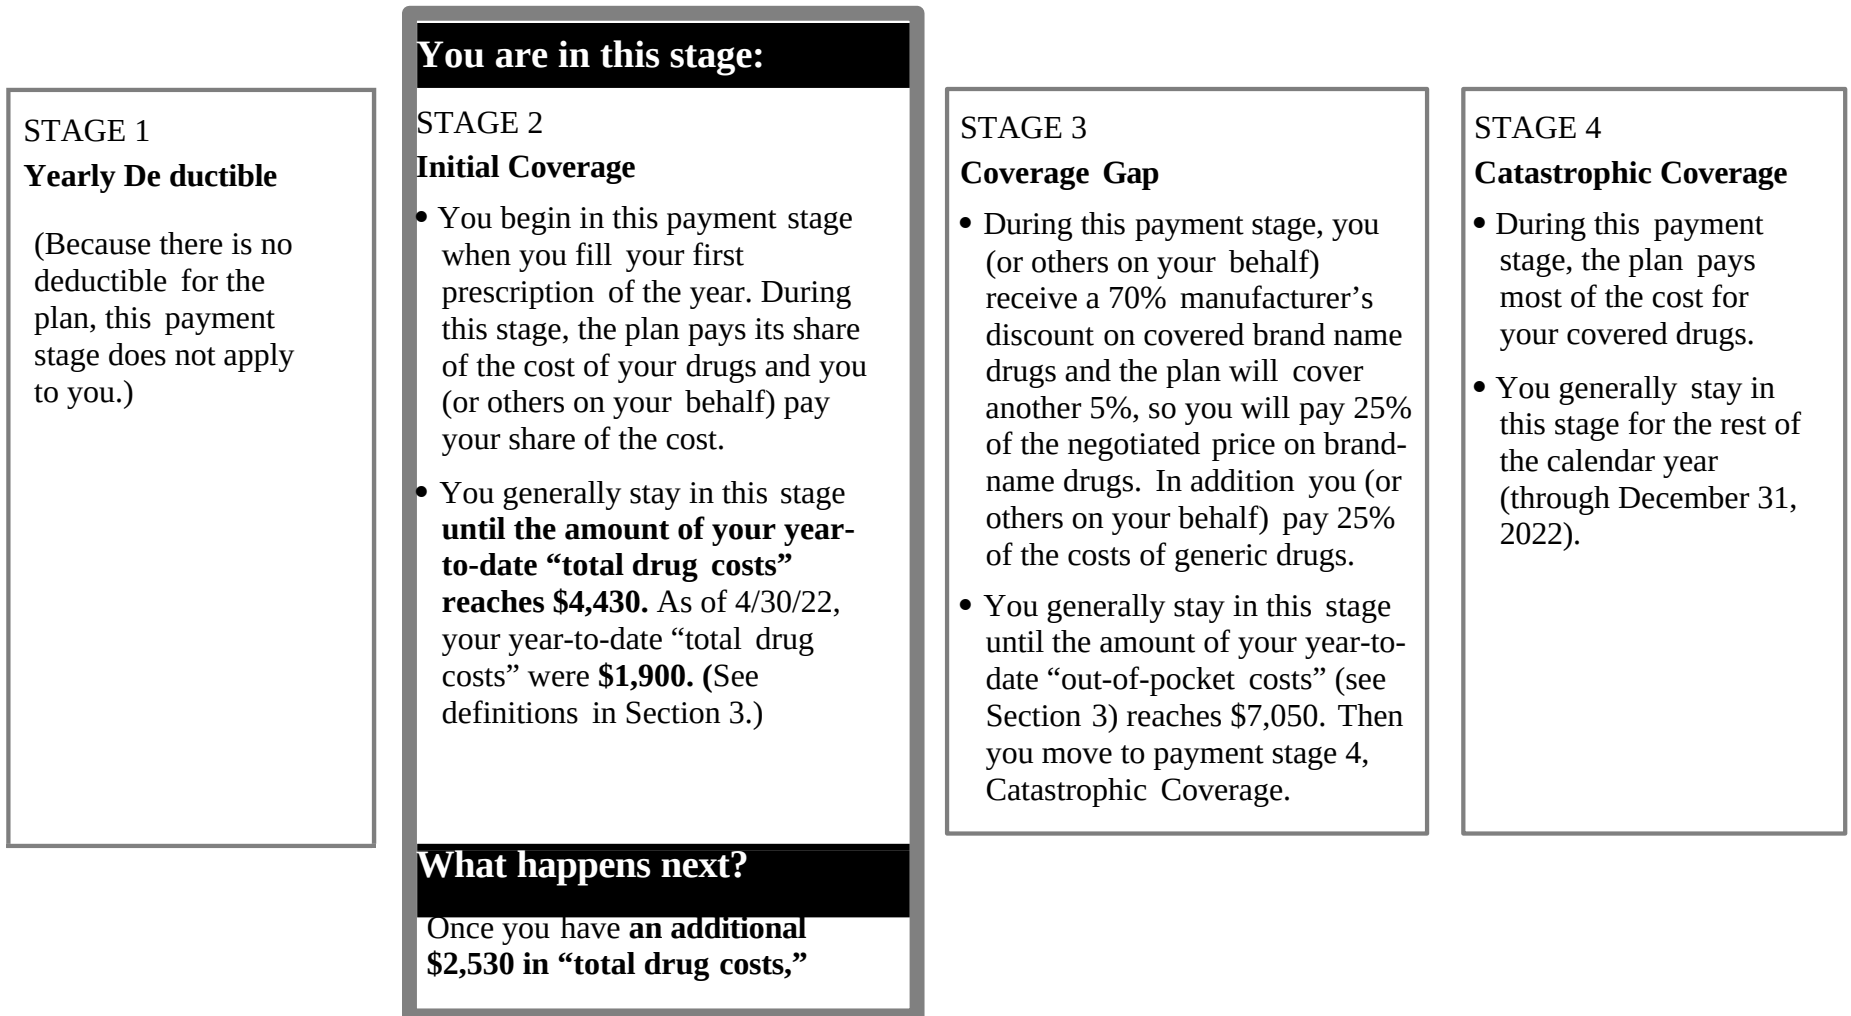 STAGE 1
Yearly De ductible
(Because there is no
deductible for the
plan, this payment
stage does not apply
to you.)
You are in this stage:
STAGE 2
Initial Coverage
• You begin in this payment stage
when you fill your first
prescription of the year. During
this stage, the plan pays its share
of the cost of your drugs and you
(or others on your behalf) pay
your share of the cost.
• You generally stay in this stage
until the amount of your year-
to-date “total drug costs”
reaches $4,430. As of 4/30/22,
your year-to-date “total drug
costs” were $1,900. (See
definitions in Section 3.)
What happens next?
Once you have an additional
$2,530 in “total drug costs,”
STAGE 3
Coverage Gap
• During this payment stage, you
(or others on your behalf)
receive a 70% manufacturer’s
discount on covered brand name
drugs and the plan will cover
another 5%, so you will pay 25%
of the negotiated price on brand-
name drugs. In addition you (or
others on your behalf) pay 25%
of the costs of generic drugs.
• You generally stay in this stage
until the amount of your year-to-
date “out-of-pocket costs” (see
Section 3) reaches $7,050. Then
you move to payment stage 4,
Catastrophic Coverage.
STAGE 4
Catastrophic Coverage
• During this payment
stage, the plan pays
most of the cost for
your covered drugs.
• You generally stay in
this stage for the rest of
the calendar year
(through December 31,
2022).